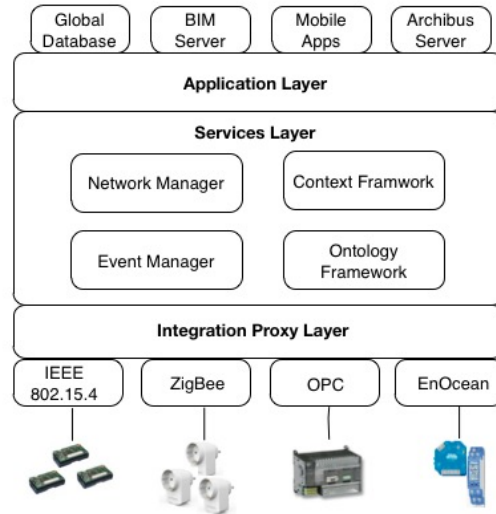 Global
Database
BIM
Server
Mobile
Apps
Archibus
Server
Application Layer
Services Layer
Network Manager
Context Framwork
Event Manager
Ontology
Framework
Integration Proxy Layer
IEEE
802.15.4
ZigBee
OPC
EnOcean